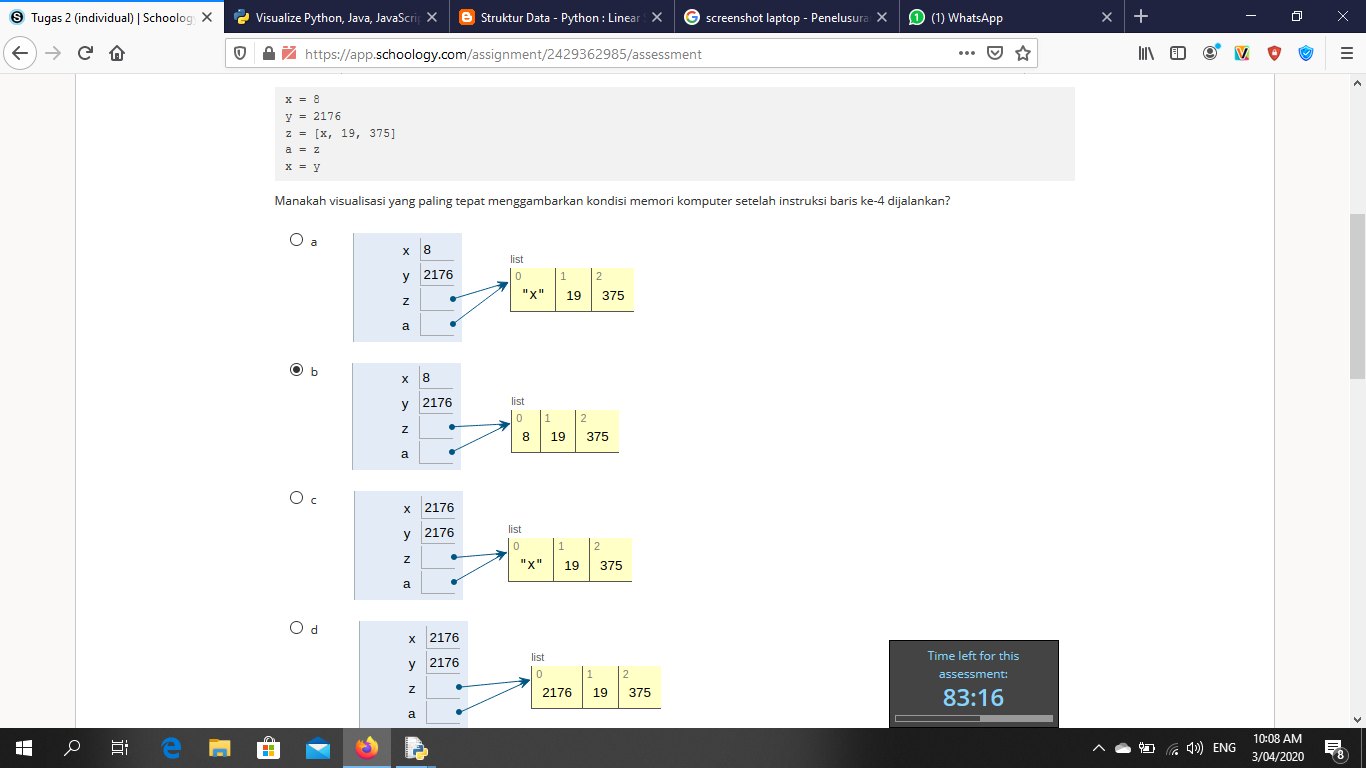 Tugas 2 (individual) | Schoolog
Visualize Python, Java, JavaScri
Struktur Data - Python : Linear
screenshot laptop - Penelusura
(1) WhatsApp
https://app.schoology.com/assignment/2429362985/assessment
x = 8
y = 2176
z = [x, 19, 375]
a = z
x = y
Manakah visualisasi yang paling tepat menggambarkan kondisi memori komputer setelah instruksi baris ke-4 dijalankan?
a
x 8
y 2176
z
a
list
0 1 2
"x" 19 375
b
x 8
y 2176
z
a
list
0 1 2
8 19 375
c
x 2176
y 2176
z
a
list
0 1 2
"x" 19 375
d
x 2176
y 2176
z
a
list
0 1 2
2176 19 375
Time left for this
assessment:
83:16
ENG
10:08 AM
3/04/2020
8